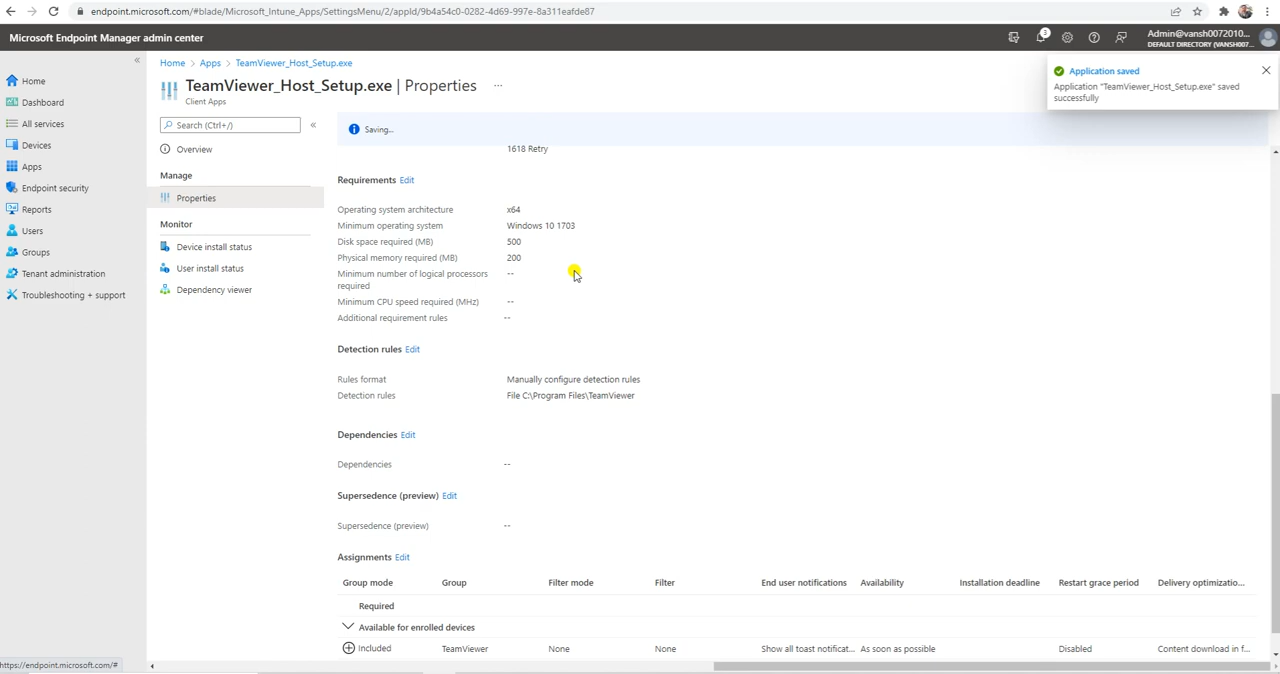 endpoint.microsoft.com/#blade/Microsoft_Intune_Apps/SettingsMenu/2/appId/9b4a54c0-0282-4d69-997e-8a311eafde87
Microsoft Endpoint Manager admin center
3
Admin@vansh0072010...
DEFAULT DIRECTORY (VANSH007...
«
Home
Dashboard
All services
Devices
Apps
Endpoint security
Reports
Users
Groups
Tenant administration
Troubleshooting + support
Home > Apps > TeamViewer_Host_Setup.exe
TeamViewer_Host_Setup.exe | Properties ...
Client Apps
Search (Ctrl+/) «
Overview
Manage
Properties
Monitor
Device install status
User install status
Dependency viewer
Application saved
Application "TeamViewer_Host_Setup.exe" saved
successfully
Saving...
1618 Retry
Requirements Edit
Operating system architecture x64
Minimum operating system Windows 10 1703
Disk space required (MB) 500
Physical memory required (MB) 200
Minimum number of logical processors --
required
Minimum CPU speed required (MHz) --
Additional requirement rules --
Detection rules Edit
Rules format Manually configure detection rules
Detection rules File C:\Program Files\TeamViewer
Dependencies Edit
Dependencies --
Supersedence (preview) Edit
Supersedence (preview) --
Assignments Edit
Group mode Group Filter mode Filter End user notifications Availability Installation deadline Restart grace period Delivery optimizatio...
Required
Available for enrolled devices
Included TeamViewer None None Show all toast notificat... As soon as possible Disabled Content download in f...
https://endpoint.microsoft.com/#